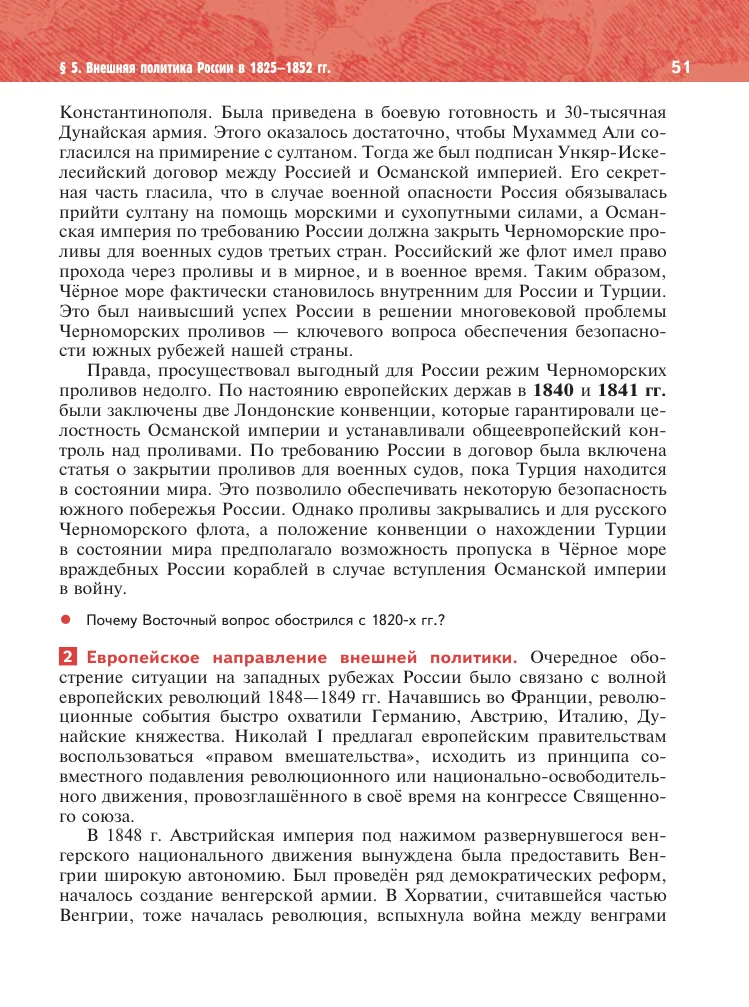 § 5. Внешняя политика России в 1825–1852 гг.
51
Константинополя. Была приведена в боевую готовность и 30-тысячная
Дунайская армия. Этого оказалось достаточно, чтобы Мухаммед Али со-
гласился на примирение с султаном. Тогда же был подписан Ункяр-Иске-
лесийский договор между Россией и Османской империей. Его секрет-
ная часть гласила, что в случае военной опасности Россия обязывалась
прийти султану на помощь морскими и сухопутными силами, а Осман-
ская империя по требованию России должна закрыть Черноморские про-
ливы для военных судов третьих стран. Российский же флот имел право
прохода через проливы и в мирное, и в военное время. Таким образом,
Чёрное море фактически становилось внутренним для России и Турции.
Это был наивысший успех России в решении многовековой проблемы
Черноморских проливов — ключевого вопроса обеспечения безопасно-
сти южных рубежей нашей страны.
Правда, просуществовал выгодный для России режим Черноморских
проливов недолго. По настоянию европейских держав в 1840 и 1841 гг.
были заключены две Лондонские конвенции, которые гарантировали це-
лостность Османской империи и устанавливали общеевропейский кон-
троль над проливами. По требованию России в договор была включена
статья о закрытии проливов для военных судов, пока Турция находится
в состоянии мира. Это позволило обеспечивать некоторую безопасность
южного побережья России. Однако проливы закрывались и для русского
Черноморского флота, а положение конвенции о нахождении Турции
в состоянии мира предполагало возможность пропуска в Чёрное море
враждебных России кораблей в случае вступления Османской империи
в войну.
● Почему Восточный вопрос обострился с 1820-х гг.?
2 Европейское направление внешней политики. Очередное обо-
стрение ситуации на западных рубежах России было связано с волной
европейских революций 1848—1849 гг. Начавшись во Франции, револю-
ционные события быстро охватили Германию, Австрию, Италию, Ду-
найские княжества. Николай I предлагал европейским правительствам
воспользоваться «правом вмешательства», исходить из принципа со-
вместного подавления революционного или национально-освободитель-
ного движения, провозглашённого в своё время на конгрессе Священно-
го союза.
В 1848 г. Австрийская империя под нажимом развернувшегося вен-
герского национального движения вынуждена была предоставить Вен-
грии широкую автономию. Был проведён ряд демократических реформ,
началось создание венгерской армии. В Хорватии, считавшейся частью
Венгрии, тоже началась революция, вспыхнула война между венграми